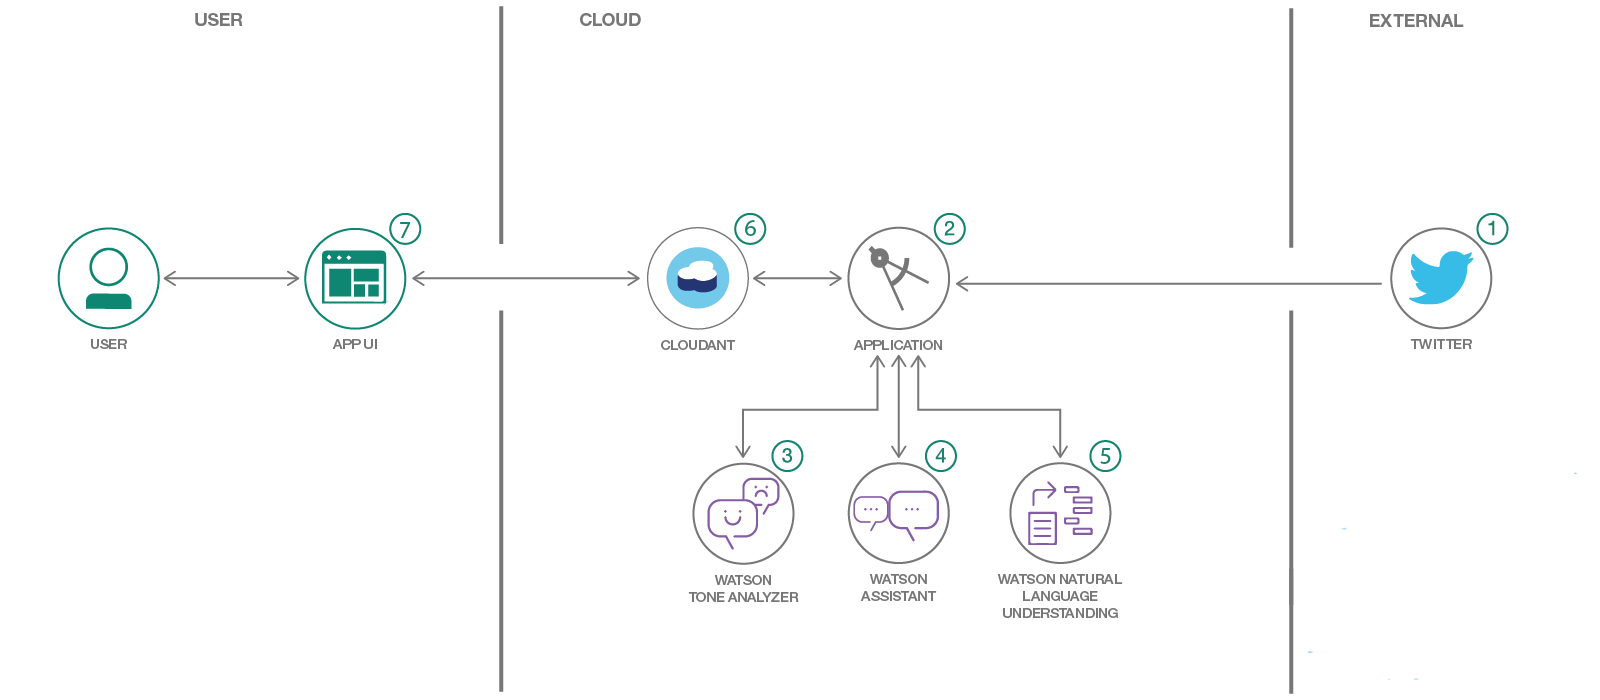 USER
CLOUD
EXTERNAL
7
6
2
1
USER
APP UI
CLOUDANT
APPLICATION
TWITTER
3
4
5
WATSON
TONE ANALYZER
WATSON
ASSISTANT
WATSON NATURAL
LANGUAGE
UNDERSTANDING